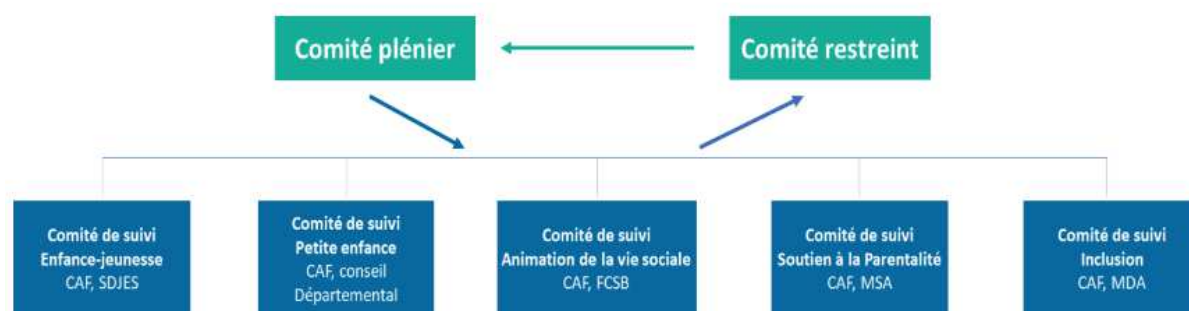 Comité plénier
Comité restreint
Comité de suivi
Enfance-jeunesse
CAF, SDJES
Comité de suivi
Petite enfance
CAF, conseil
Départemental
Comité de suivi
Animation de la vie sociale
CAF, FCSB
Comité de suivi
Soutien à la Parentalité
CAF, MSA
Comité de suivi
Inclusion
CAF, MDA